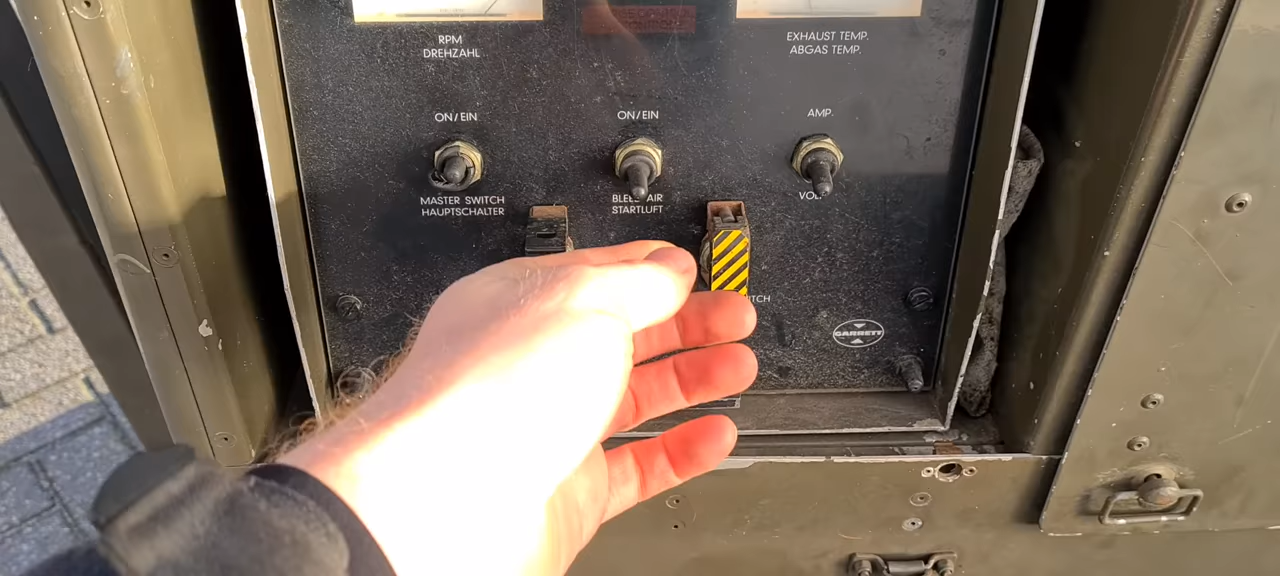 RPM
DREHZAHL
EXHAUST TEMP.
ABGAS TEMP.
ON/EIN
ON/EIN
AMP.
MASTER SWITCH
HAUPTSCHALTER
BLEED AIR
STARTLUFT
VOLT
GARRETT